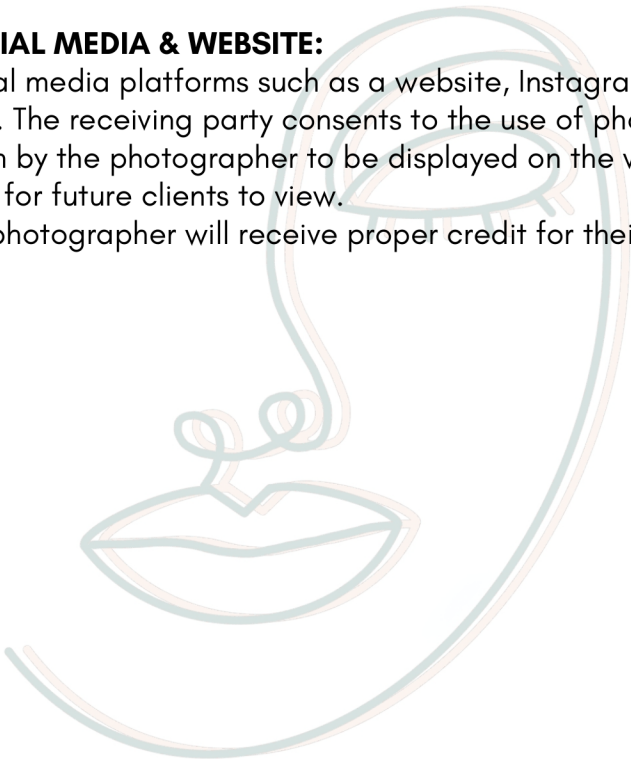 IAL MEDIA & WEBSITE:
al media platforms such as a website, Instagra
. The receiving party consents to the use of pho
n by the photographer to be displayed on the w
for future clients to view.
photographer will receive proper credit for thei